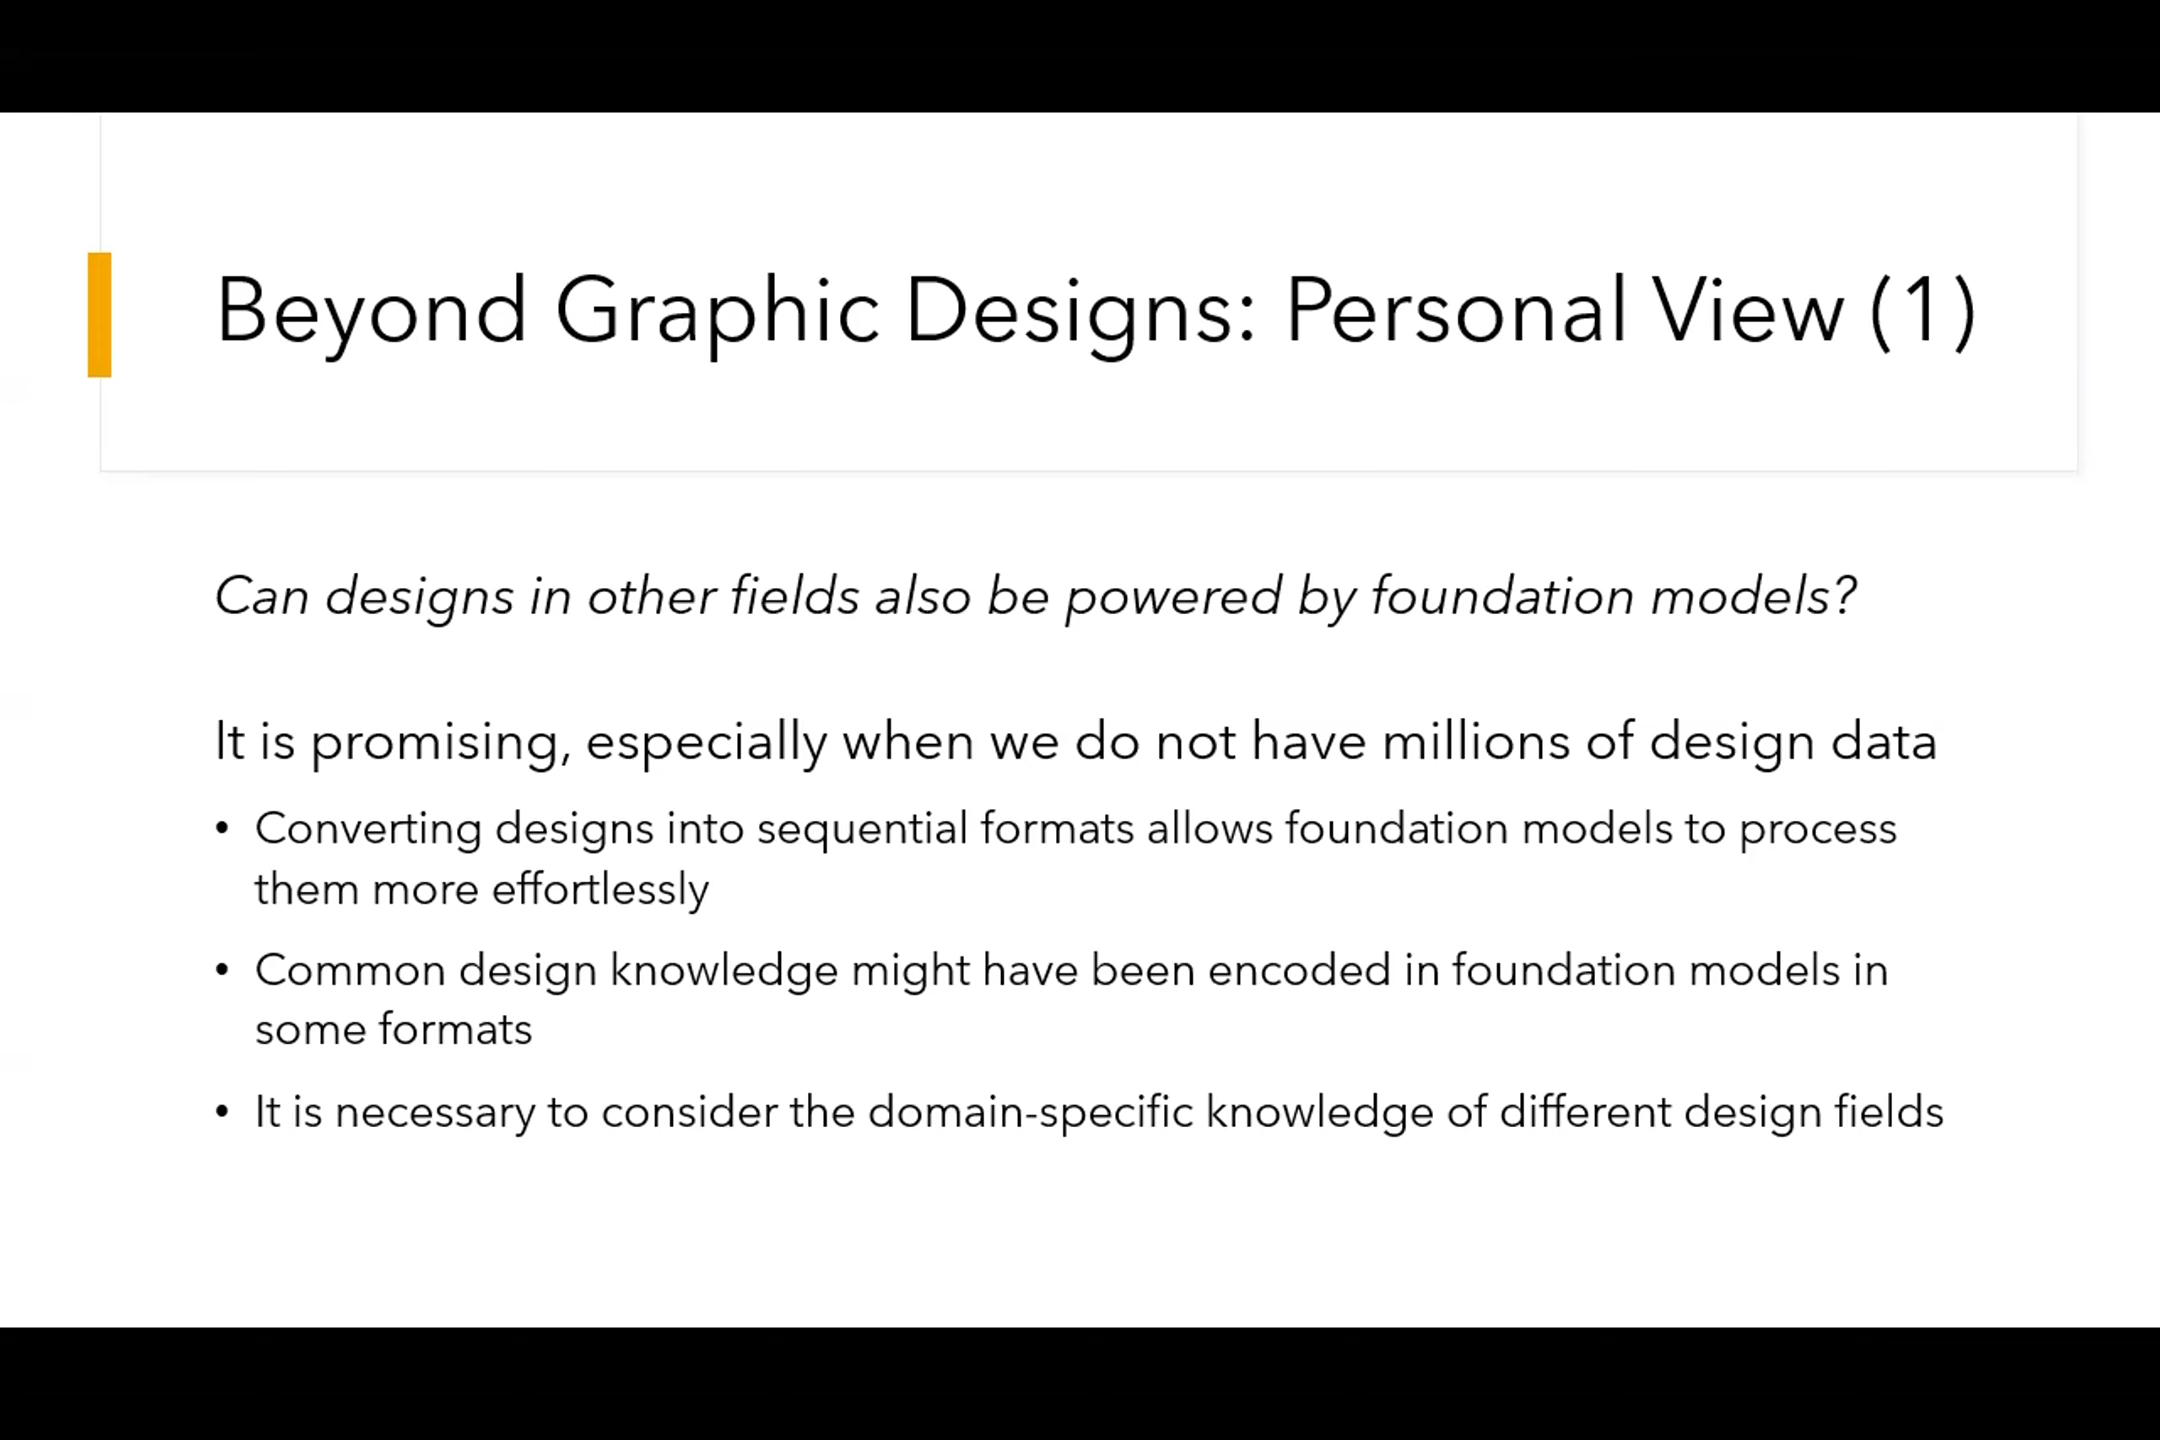 Beyond Graphic Designs: Personal View (1)
Can designs in other fields also be powered by foundation models?
It is promising, especially when we do not have millions of design data
• Converting designs into sequential formats allows foundation models to process
them more effortlessly
• Common design knowledge might have been encoded in foundation models in
some formats
• It is necessary to consider the domain-specific knowledge of different design fields